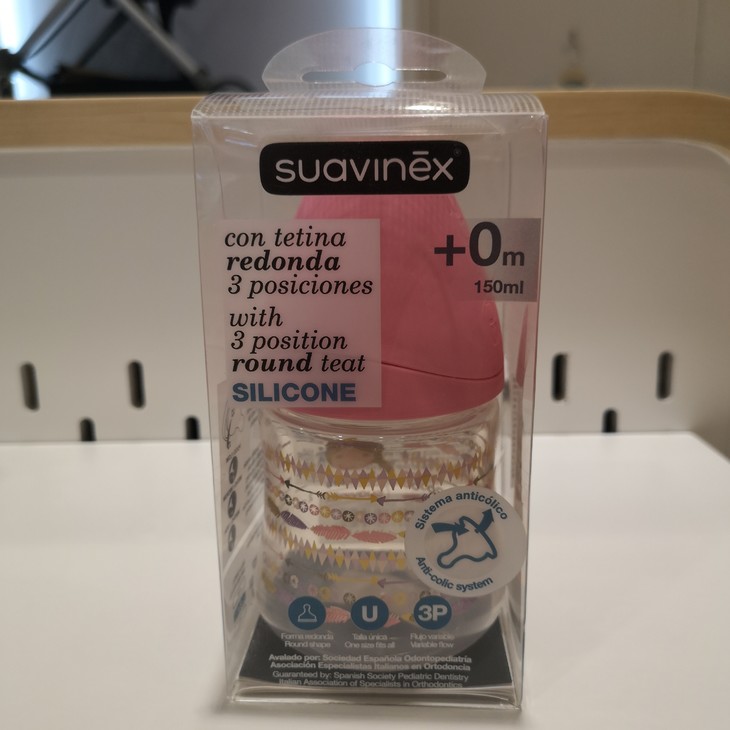 suavinēx
con tetina
redonda
3 posiciones
with
3 position
round teat
SILICONE
+0m
150ml
Sistema anticólico
Anti-colic system
U
3P
Forma redonda
Round shape
Talla única
One size fits all
Flujo variable
Variable flow
Avalado por: Sociedad Española Odontopediatría
Asociación Especialistas Italianos en Ortodoncia
Guaranteed by: Spanish Society Pediatric Dentistry
Italian Association of Specialists in Orthodontics